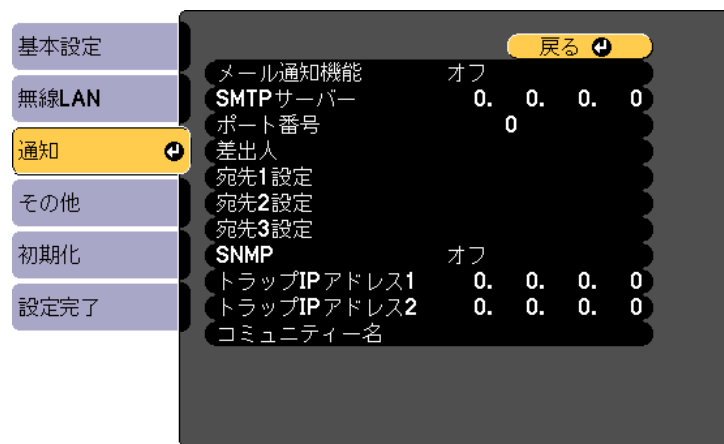 基本設定
無線LAN
通知
その他
初期化
設定完了
戻る
メール通知機能 オフ
SMTPサーバー 0. 0. 0. 0
ポート番号 0
差出人
宛先1設定
宛先2設定
宛先3設定
SNMP オフ
トラップIPアドレス1 0. 0. 0. 0
トラップIPアドレス2 0. 0. 0. 0
コミュニティー名